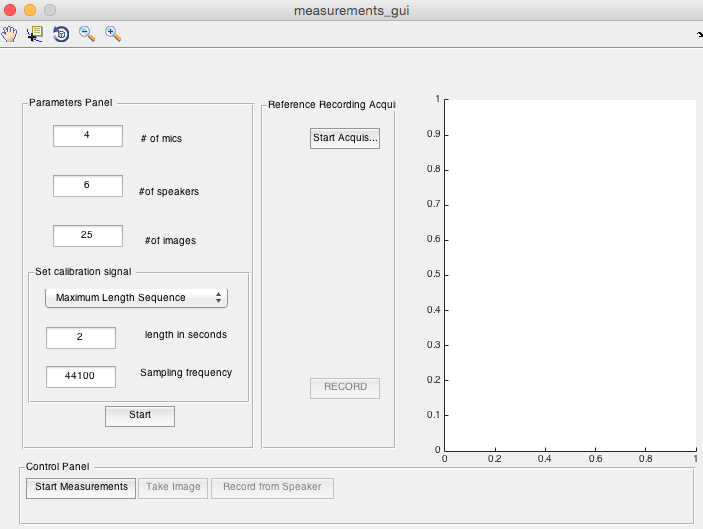 measurements_gui
Parameters Panel
4
# of mics
6
#of speakers
25
#of images
Set calibration signal
Maximum Length Sequence
2
length in seconds
44100
Sampling frequency
Start
Reference Recording Acqui
Start Acquis...
RECORD
1
0.9
0.8
0.7
0.6
0.5
0.4
0.3
0.2
0.1
0
0 0.2 0.4 0.6 0.8 1
Control Panel
Start Measurements Take Image Record from Speaker